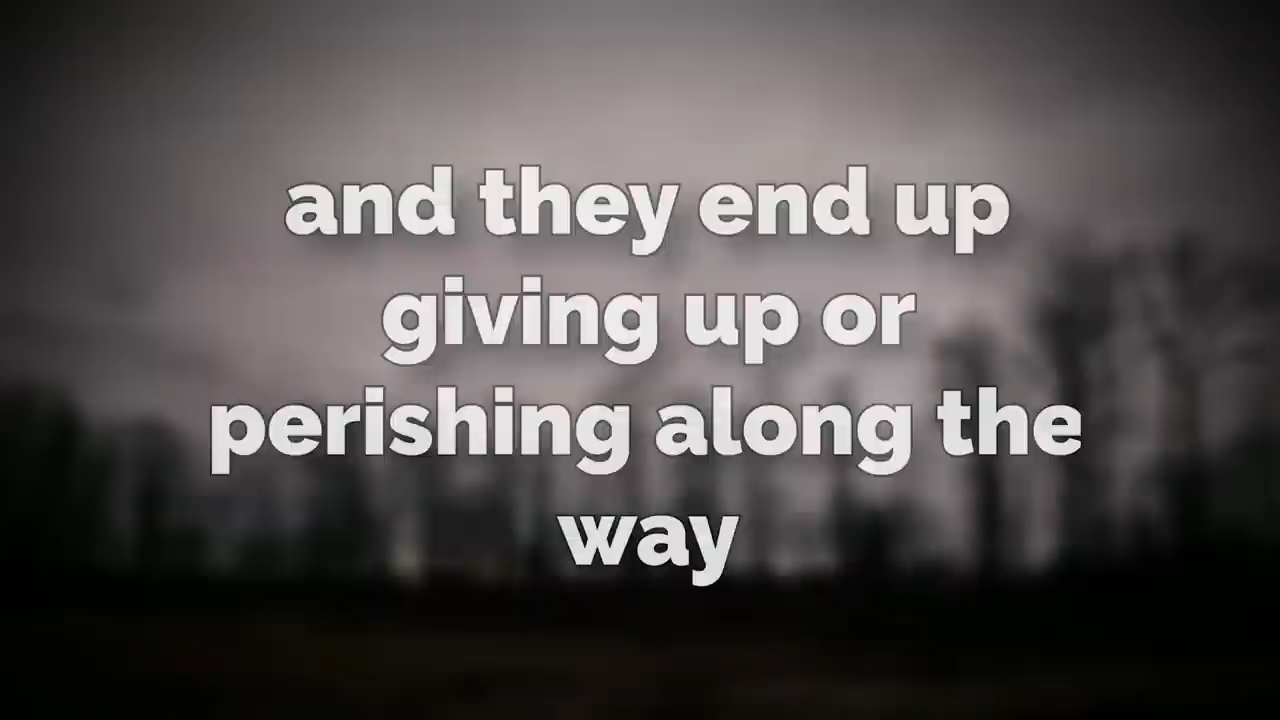 and they end up
giving up or
perishing along the
way